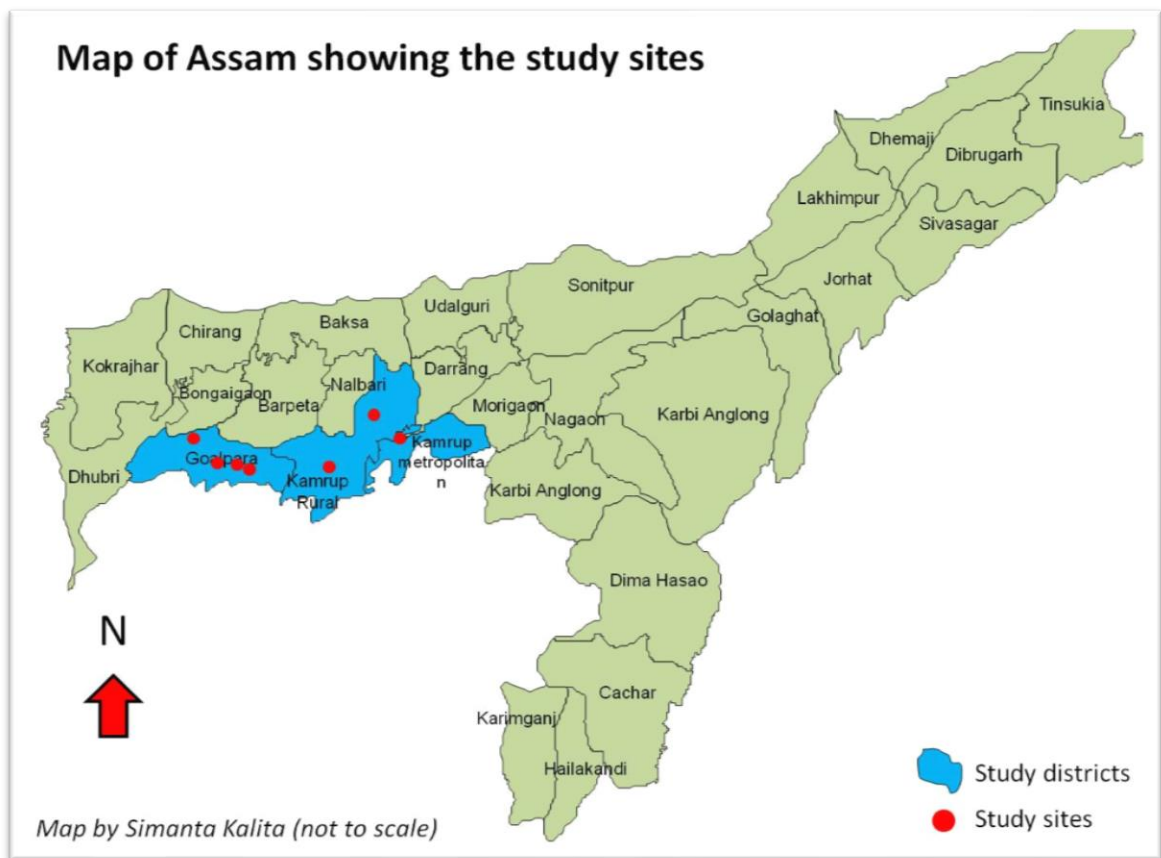 Map of Assam showing the study sites
Tinsukia
Dhemaji
Dibrugarh
Lakhimpur
Sivasagar
Jorhat
Sonitpur
Golaghat
Udalguri
Baksa
Chirang
Kokrajhar
Darrang
Nalbari
Bongaigaon
Barpeta
Morigaon
Nagaon
Karbi Anglong
Kamrup
metropolita
n
Goalpara
Dhubri
Kamrup
Rural
Karbi Anglong
Dima Hasao
N
Cachar
Karimganj
Hailakandi
Study districts
Study sites
Map by Simanta Kalita (not to scale)